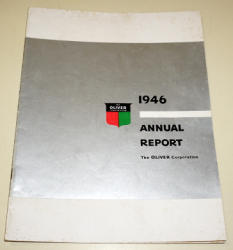 1946
OLIVER
ANNUAL
REPORT
The OLIVER Corporation